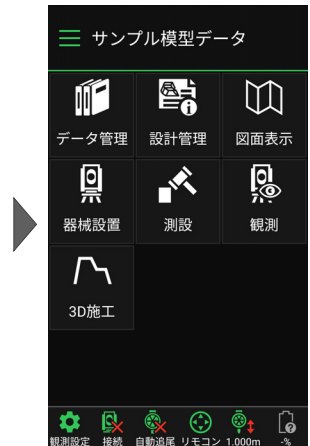 サンプル模型データ
データ管理 設計管理 図面表示
器械設置 測設 観測
3D施工
観測設定 接続 自動追尾 リモコン 1.000m -%